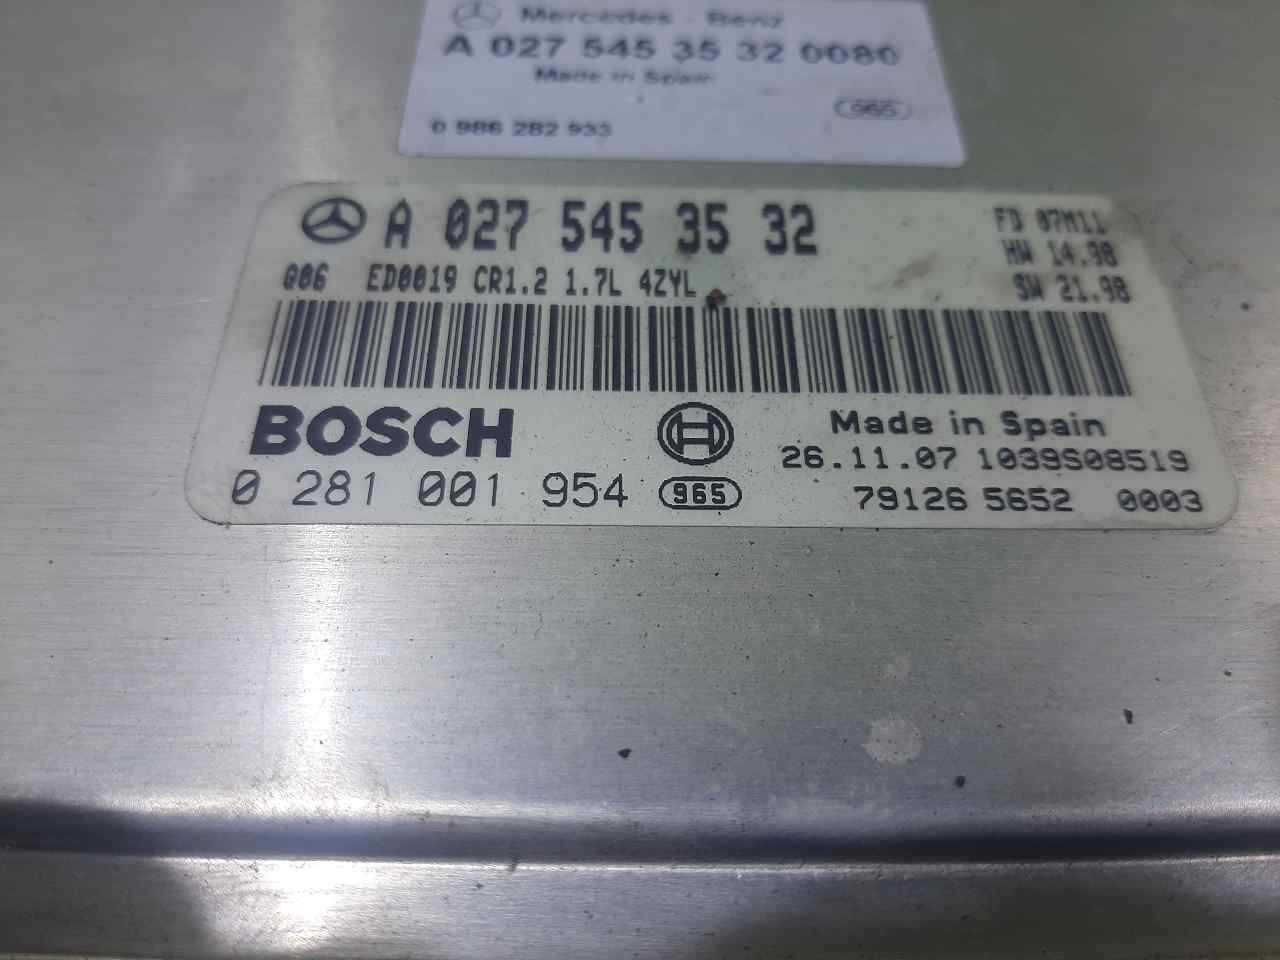 Mercedes - Benz
A 027 545 35 32 0080
Made in Spain
965
0 986 282 933
A 027 545 35 32
FD 07M11
HW 14.98
Q06 ED0019 CR1.2 1.7L 4ZYL
SW 21.98
BOSCH
Made in Spain
26.11.07 1039S08519
0 281 001 954 965
791265 5652 0003